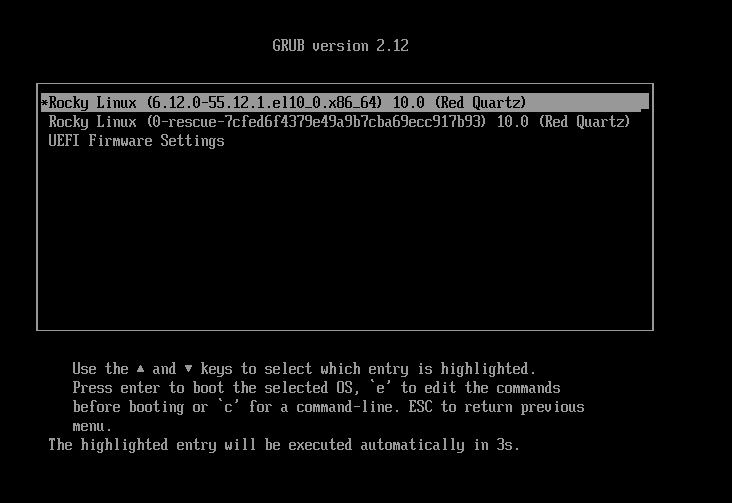 GRUB version 2.12
*Rocky Linux (6.12.0-55.12.1.el10_0.x86_64) 10.0 (Red Quartz)
Rocky Linux (0-rescue-7cfed6f4379e49a9b7cba69ecc917b93) 10.0 (Red Quartz)
UEFI Firmware Settings
Use the ▲ and ▼ keys to select which entry is highlighted.
Press enter to boot the selected OS, `e' to edit the commands
before booting or `c' for a command-line. ESC to return previous
menu.
The highlighted entry will be executed automatically in 3s.